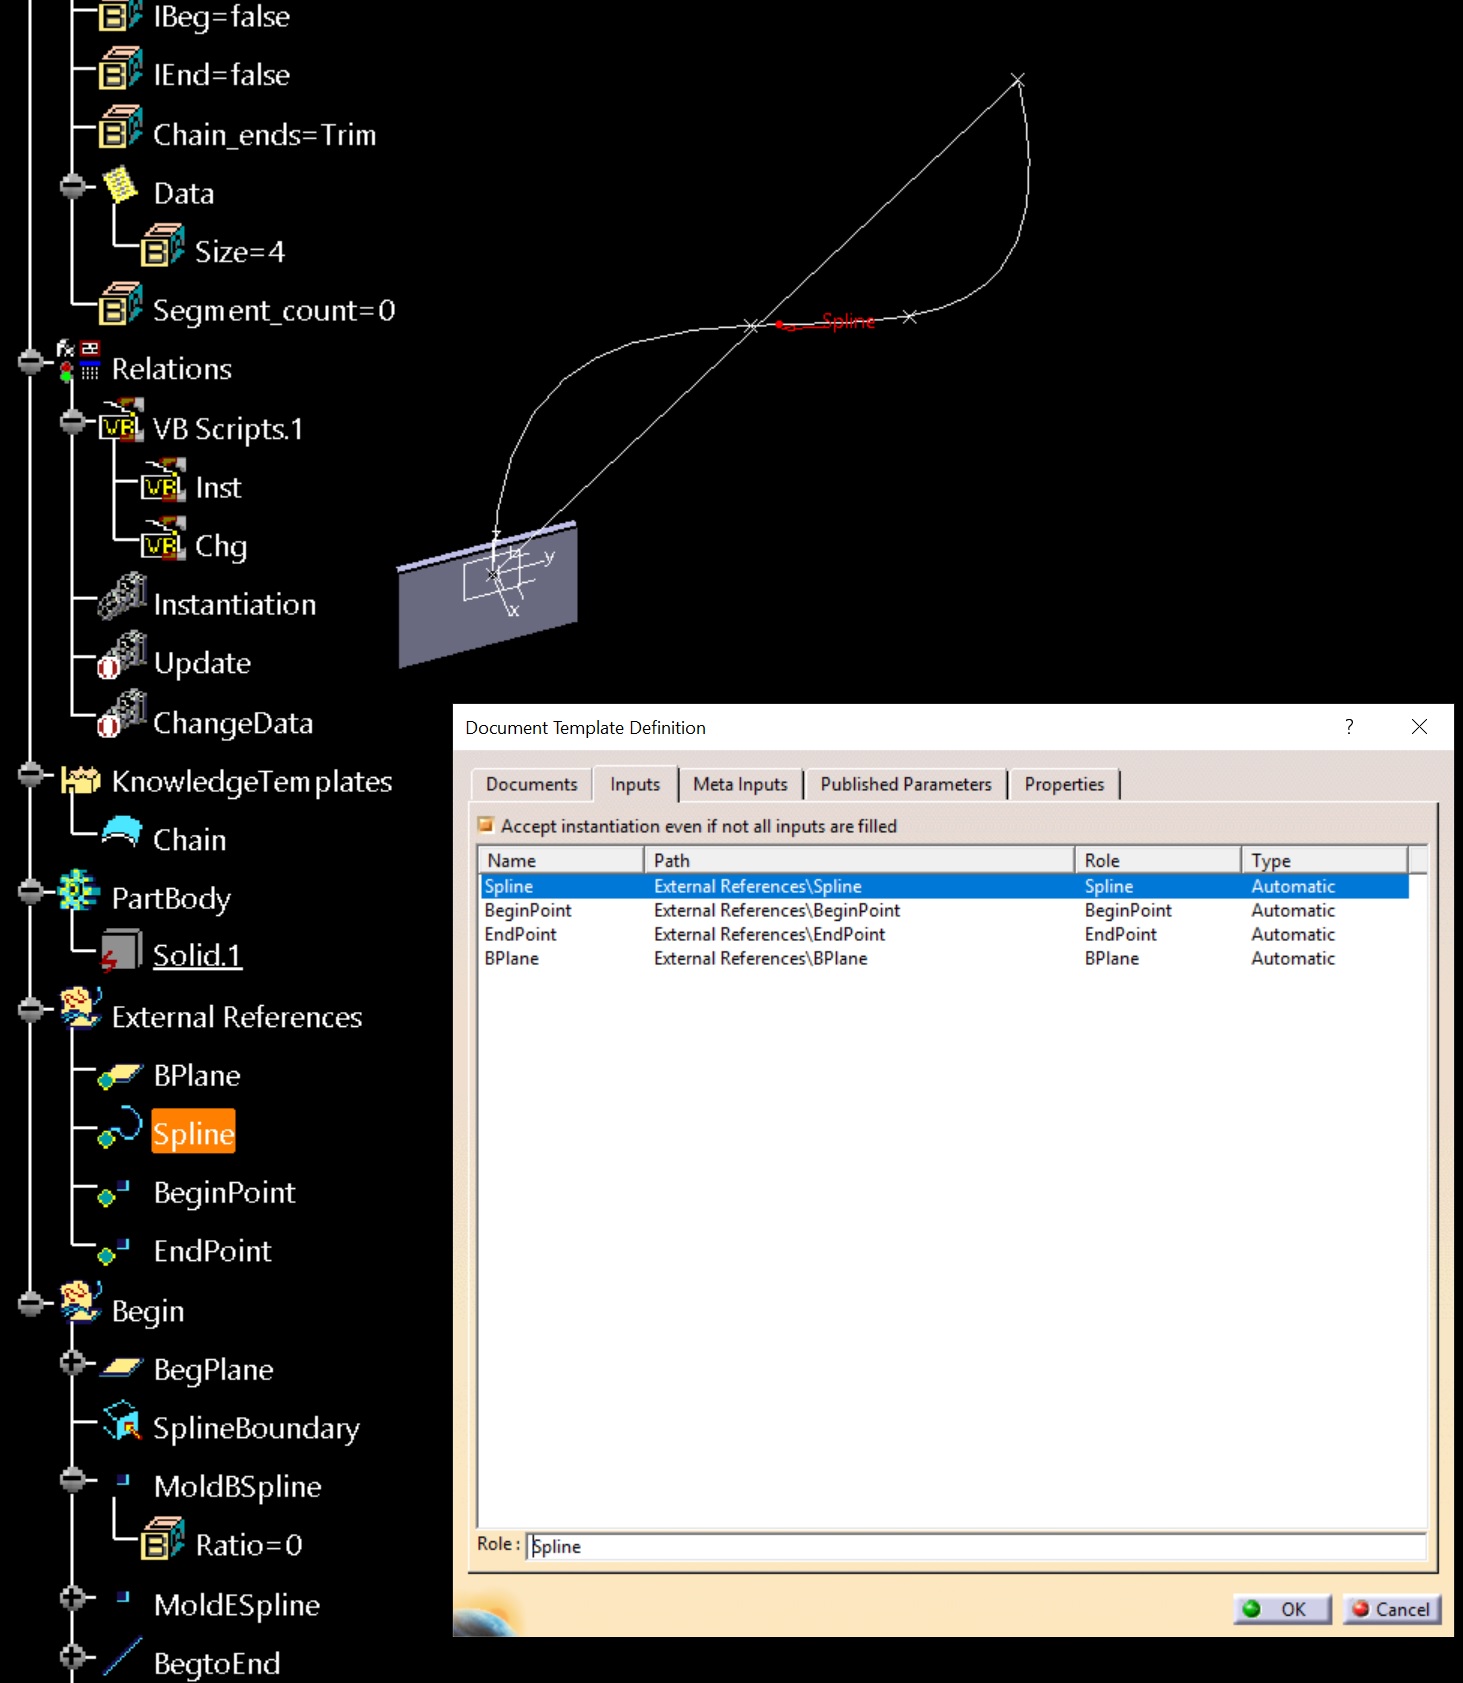 IBeg=false
IEnd=false
Chain_ends=Trim
Data
Size=4
Segment_count=0
Relations
VB Scripts.1
Inst
Chg
Instantiation
Update
ChangeData
KnowledgeTemplates
Chain
PartBody
Solid.1
External References
BPlane
Spline
BeginPoint
EndPoint
Begin
BegPlane
SplineBoundary
MoldBSpline
Ratio=0
MoldESpline
BegtoEnd
Spline
z
y
x
Document Template Definition ?
Documents Inputs Meta Inputs Published Parameters Properties
Accept instantiation even if not all inputs are filled
Name Path Role Type
Spline External References\Spline Spline Automatic
BeginPoint External References\BeginPoint BeginPoint Automatic
EndPoint External References\EndPoint EndPoint Automatic
BPlane External References\BPlane BPlane Automatic
Role : Spline
OK Cancel